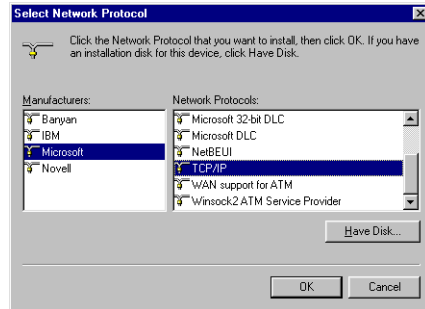 Select Network Protocol
Click the Network Protocol that you want to install, then click OK. If you have
an installation disk for this device, click Have Disk.
Manufacturers:
Banyan
IBM
Microsoft
Novell
Network Protocols:
Microsoft 32-bit DLC
Microsoft DLC
NetBEUI
TCP/IP
WAN support for ATM
Winsock2 ATM Service Provider
Have Disk...
OK
Cancel